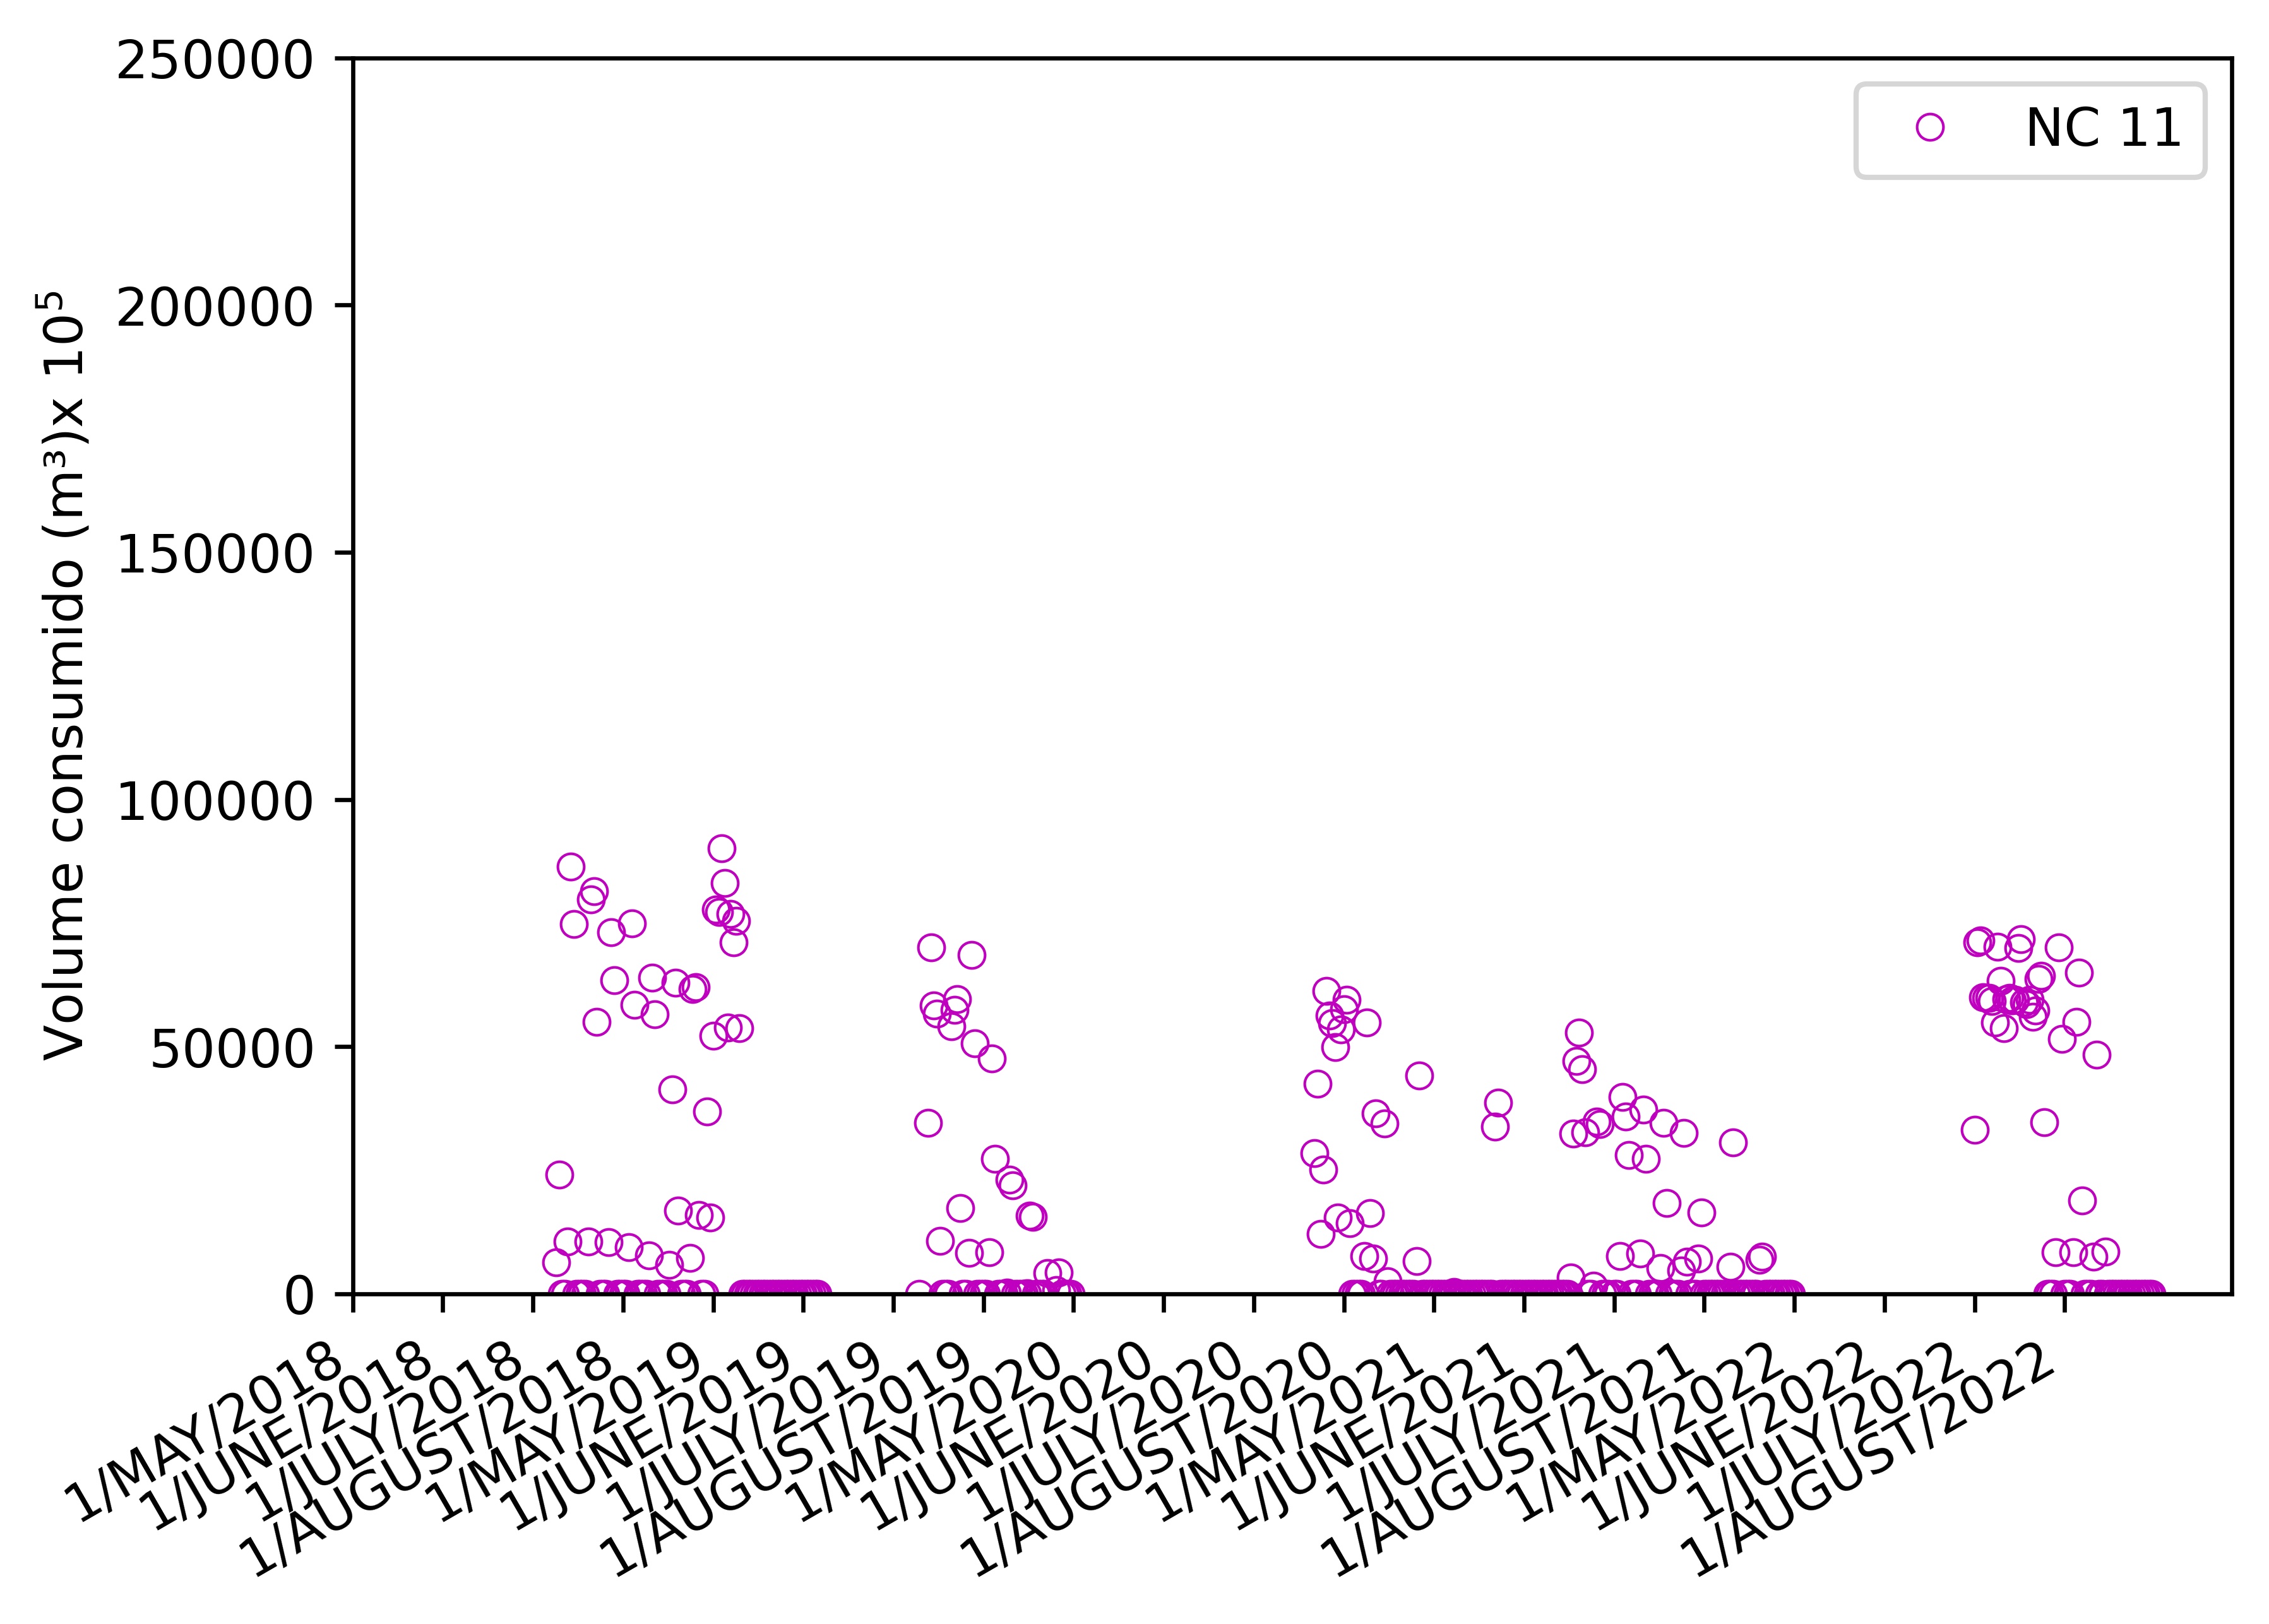 250000
200000
150000
100000
50000
0
Volume consumido (m³)x 10⁵
NC 11
1/MAY/2018
1/JUNE/2018
1/JULY/2018
1/AUGUST/2018
1/MAY/2019
1/JUNE/2019
1/JULY/2019
1/AUGUST/2019
1/MAY/2020
1/JUNE/2020
1/JULY/2020
1/AUGUST/2020
1/MAY/2021
1/JUNE/2021
1/JULY/2021
1/AUGUST/2021
1/MAY/2022
1/JUNE/2022
1/JULY/2022
1/AUGUST/2022